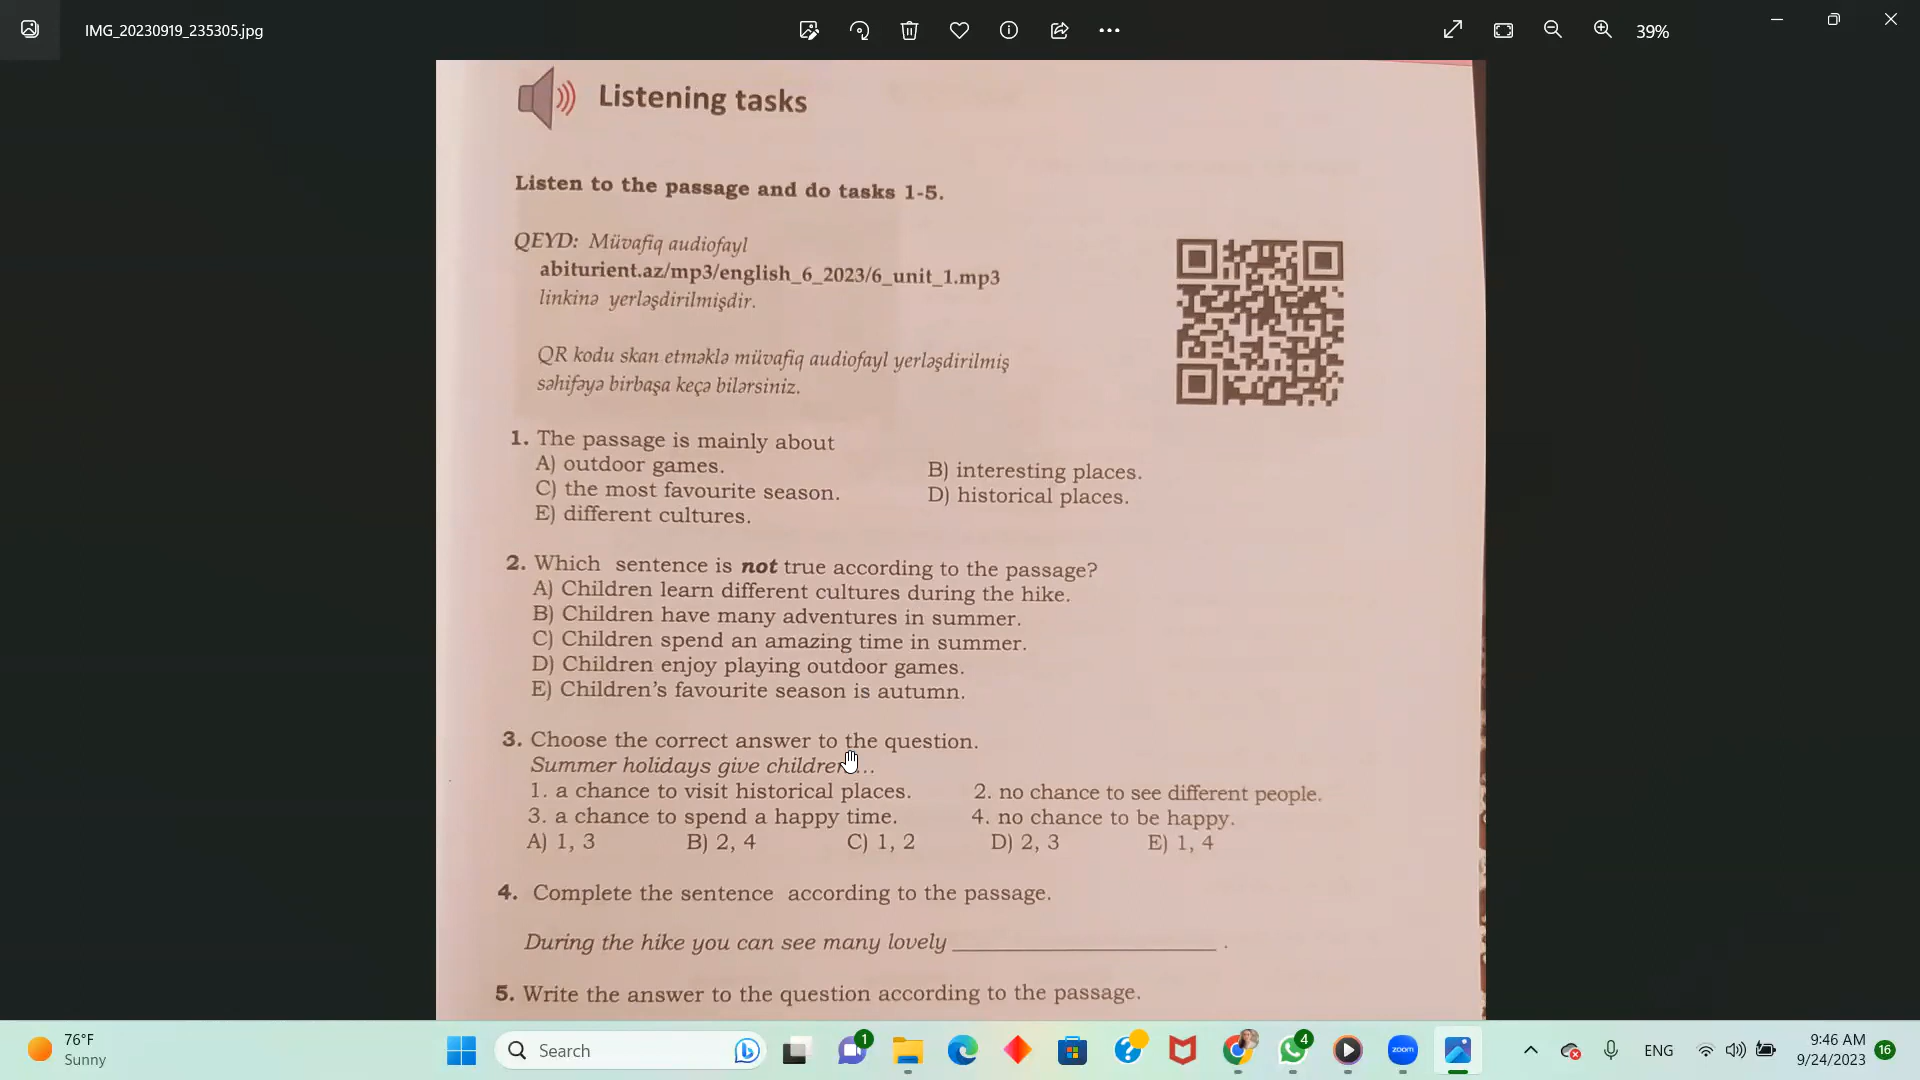 IMG_20230919_235305.jpg
39%
Listening tasks
Listen to the passage and do tasks 1-5.
QEYD: Müvafiq audiofayl
abiturient.az/mp3/english_6_2023/6_unit_1.mp3
linkinə yerləşdirilmişdir.
QR kodu skan etməklə müvafiq audiofayl yerləşdirilmiş
səhifəyə birbaşa keçə bilərsiniz.
1. The passage is mainly about
A) outdoor games. B) interesting places.
C) the most favourite season. D) historical places.
E) different cultures.
2. Which sentence is not true according to the passage?
A) Children learn different cultures during the hike.
B) Children have many adventures in summer.
C) Children spend an amazing time in summer.
D) Children enjoy playing outdoor games.
E) Children's favourite season is autumn.
3. Choose the correct answer to the question.
Summer holidays give children...
1. a chance to visit historical places. 2. no chance to see different people.
3. a chance to spend a happy time. 4. no chance to be happy.
A) 1, 3 B) 2, 4 C) 1, 2 D) 2, 3 E) 1, 4
4. Complete the sentence according to the passage.
During the hike you can see many lovely ______________________ .
5. Write the answer to the question according to the passage.
76°F
Sunny
Search
1
4
zoom
ENG
9:46 AM
9/24/2023
16